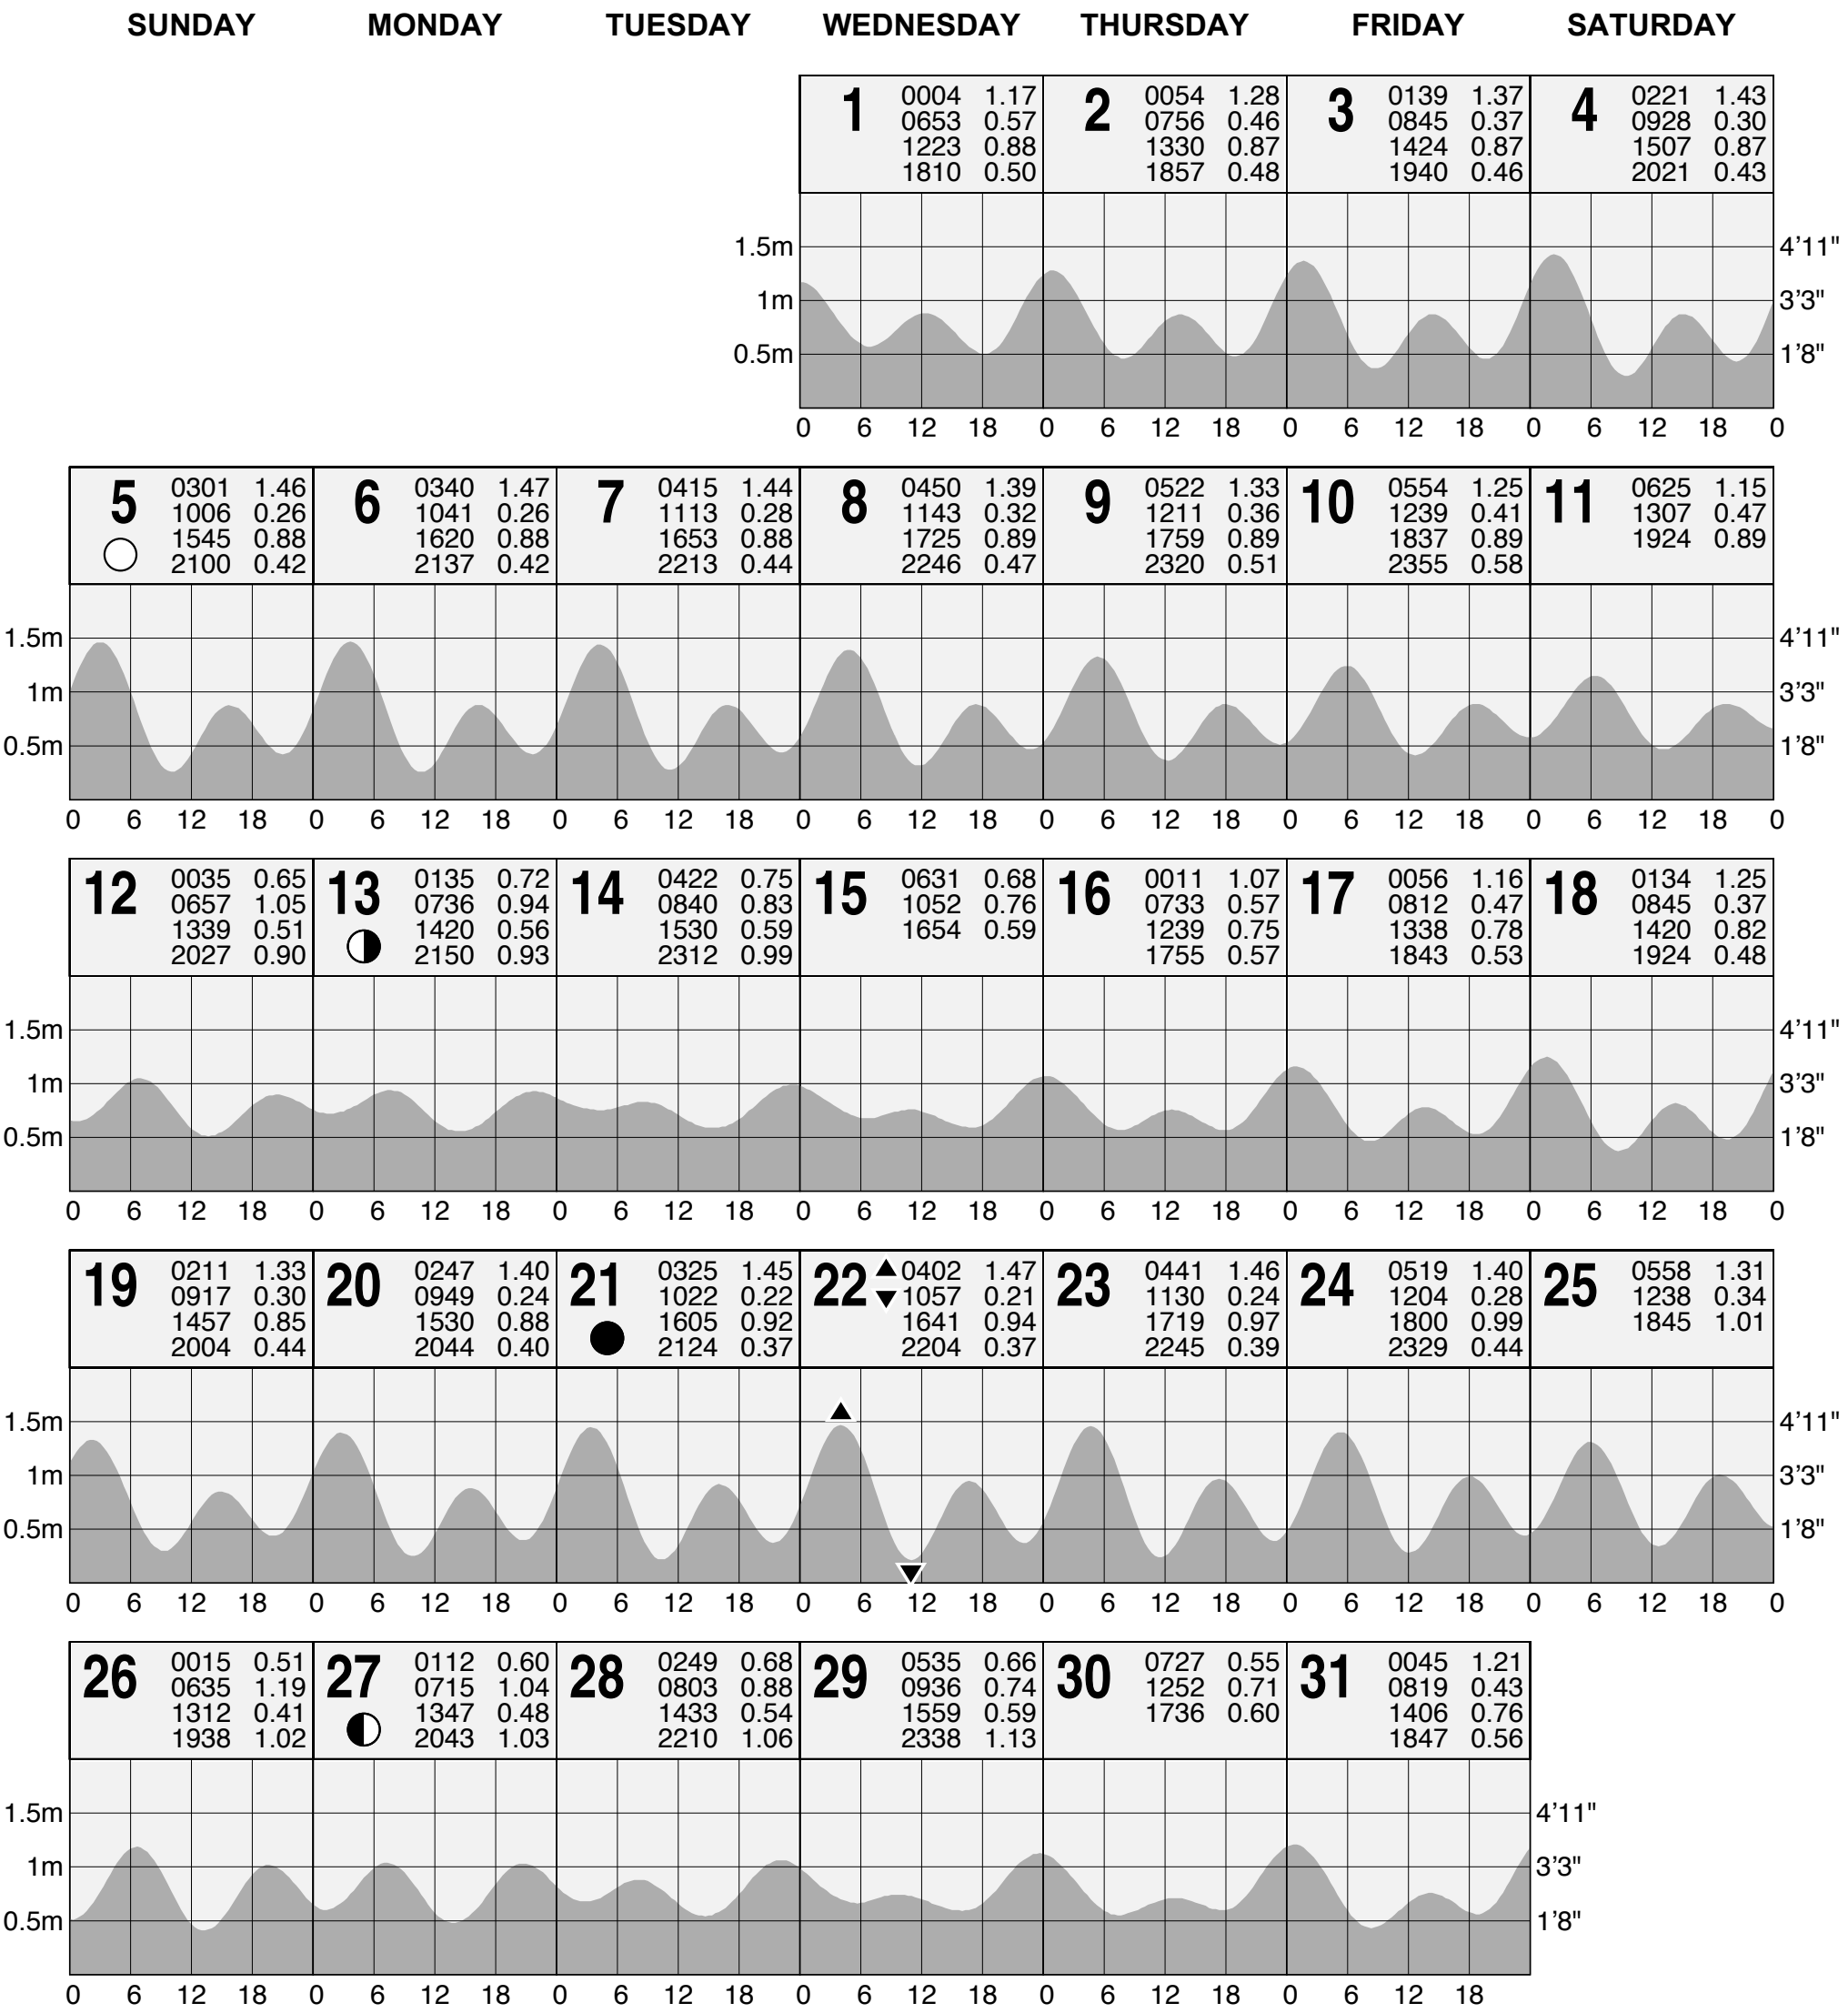 SUNDAY MONDAY TUESDAY WEDNESDAY THURSDAY FRIDAY SATURDAY
1 0004 1.17 2 0054 1.28 3 0139 1.37 4 0221 1.43
0653 0.57 0756 0.46 0845 0.37 0928 0.30
1223 0.88 1330 0.87 1424 0.87 1507 0.87
1810 0.50 1857 0.48 1940 0.46 2021 0.43
1.5m 4'11"
1m 3'3"
0.5m 1'8"
0 6 12 18 0 6 12 18 0 6 12 18 0 6 12 18 0
5 0301 1.46 6 0340 1.47 7 0415 1.44 8 0450 1.39 9 0522 1.33 10 0554 1.25 11 0625 1.15
1006 0.26 1041 0.26 1113 0.28 1143 0.32 1211 0.36 1239 0.41 1307 0.47
1545 0.88 1620 0.88 1653 0.88 1725 0.89 1759 0.89 1837 0.89 1924 0.89
2100 0.42 2137 0.42 2213 0.44 2246 0.47 2320 0.51 2355 0.58
1.5m 4'11"
1m 3'3"
0.5m 1'8"
0 6 12 18 0 6 12 18 0 6 12 18 0 6 12 18 0 6 12 18 0 6 12 18 0 6 12 18 0
12 0035 0.65 13 0135 0.72 14 0422 0.75 15 0631 0.68 16 0011 1.07 17 0056 1.16 18 0134 1.25
0657 1.05 0736 0.94 0840 0.83 1052 0.76 0733 0.57 0812 0.47 0845 0.37
1339 0.51 1420 0.56 1530 0.59 1654 0.59 1239 0.75 1338 0.78 1420 0.82
2027 0.90 2150 0.93 2312 0.99 1755 0.57 1843 0.53 1924 0.48
1.5m 4'11"
1m 3'3"
0.5m 1'8"
0 6 12 18 0 6 12 18 0 6 12 18 0 6 12 18 0 6 12 18 0 6 12 18 0 6 12 18 0
19 0211 1.33 20 0247 1.40 21 0325 1.45 22 0402 1.47 23 0441 1.46 24 0519 1.40 25 0558 1.31
0917 0.30 0949 0.24 1022 0.22 1057 0.21 1130 0.24 1204 0.28 1238 0.34
1457 0.85 1530 0.88 1605 0.92 1641 0.94 1719 0.97 1800 0.99 1845 1.01
2004 0.44 2044 0.40 2124 0.37 2204 0.37 2245 0.39 2329 0.44
1.5m 4'11"
1m 3'3"
0.5m 1'8"
0 6 12 18 0 6 12 18 0 6 12 18 0 6 12 18 0 6 12 18 0 6 12 18 0 6 12 18 0
26 0015 0.51 27 0112 0.60 28 0249 0.68 29 0535 0.66 30 0727 0.55 31 0045 1.21
0635 1.19 0715 1.04 0803 0.88 0936 0.74 1252 0.71 0819 0.43
1312 0.41 1347 0.48 1433 0.54 1559 0.59 1736 0.60 1406 0.76
1938 1.02 2043 1.03 2210 1.06 2338 1.13 1847 0.56
1.5m 4'11"
1m 3'3"
0.5m 1'8"
0 6 12 18 0 6 12 18 0 6 12 18 0 6 12 18 0 6 12 18 0 6 12 18